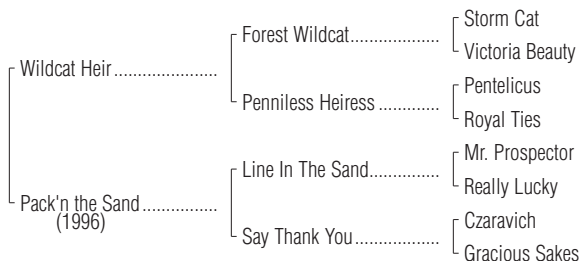 Storm Cat
Forest Wildcat....................
Victoria Beauty
Wildcat Heir.......................
Pentelicus
Penniless Heiress .............
Royal Ties
Mr. Prospector
Line In The Sand................
Really Lucky
Pack'n the Sand.................
(1996)
Czaravich
Say Thank You...................
Gracious Sakes